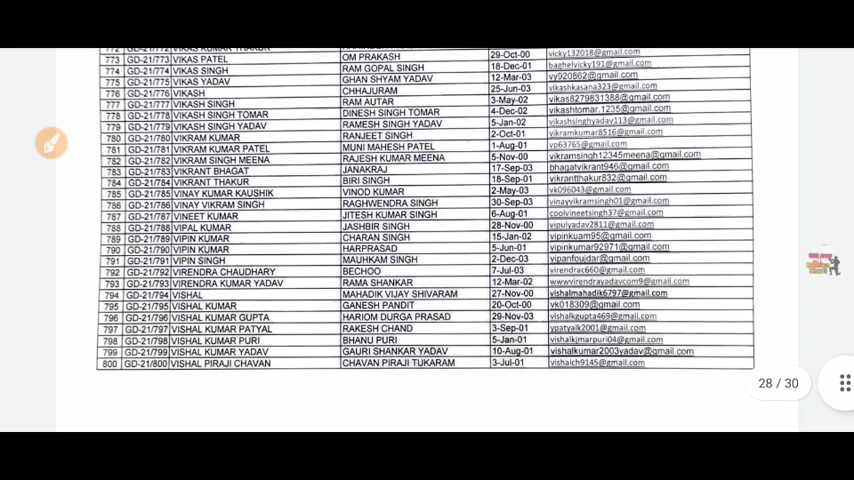 772 GD-21/772 VIKAS KUMAR THAKUR
773 GD-21/773 VIKAS PATEL OM PRAKASH 29-Oct-00 vicky132018@gmail.com
774 GD-21/774 VIKAS SINGH RAM GOPAL SINGH 18-Dec-01 baghelvicky191@gmail.com
775 GD-21/775 VIKAS YADAV GHAN SHYAM YADAV 12-Mar-03 vy920862@gmail.com
776 GD-21/776 VIKASH CHHAJURAM 25-Jun-03 vikashkasana323@gmail.com
777 GD-21/777 VIKASH SINGH RAM AUTAR 3-May-02 vikas8279831388@gmail.com
778 GD-21/778 VIKASH SINGH TOMAR DINESH SINGH TOMAR 4-Dec-02 vikashtomar.1235@gmail.com
779 GD-21/779 VIKASH SINGH YADAV RAMESH SINGH YADAV 5-Jan-02 vikashsinghyadav113@gmail.com
780 GD-21/780 VIKRAM KUMAR RANJEET SINGH 2-Oct-01 vikramkumar8516@gmail.com
781 GD-21/781 VIKRAM KUMAR PATEL MUNI MAHESH PATEL 1-Aug-01 vp63765@gmail.com
782 GD-21/782 VIKRAM SINGH MEENA RAJESH KUMAR MEENA 5-Nov-00 vikramsingh12345meena@gmail.com
783 GD-21/783 VIKRANT BHAGAT JANAKRAJ 17-Sep-03 bhagatvikrant946@gmail.com
784 GD-21/784 VIKRANT THAKUR BIRI SINGH 18-Sep-01 vikrantthakur832@gmail.com
785 GD-21/785 VINAY KUMAR KAUSHIK VINOD KUMAR 2-May-03 vk096043@gmail.com
786 GD-21/786 VINAY VIKRAM SINGH RAGHWENDRA SINGH 30-Sep-03 vinayvikramsingh01@gmail.com
787 GD-21/787 VINEET KUMAR JITESH KUMAR SINGH 6-Aug-01 coolvineetsingh37@gmail.com
788 GD-21/788 VIPAL KUMAR JASHBIR SINGH 28-Nov-00 vipulyadav2811@gmail.com
789 GD-21/789 VIPIN KUMAR CHARAN SINGH 15-Jan-02 vipinkuam95@gmail.com
790 GD-21/790 VIPIN KUMAR HARPRASAD 5-Jun-01 vipinkumar92971@gmail.com
791 GD-21/791 VIPIN SINGH MAUHKAM SINGH 2-Dec-03 vipanfoujdar@gmail.com
792 GD-21/792 VIRENDRA CHAUDHARY BECHOO 7-Jul-03 virendrac660@gmail.com
793 GD-21/793 VIRENDRA KUMAR YADAV RAMA SHANKAR 12-Mar-02 wwwvirendrayadavcom9@gmail.com
794 GD-21/794 VISHAL MAHADIK VIJAY SHIVARAM 27-Nov-00 vishalmahadik6797@gmail.com
795 GD-21/795 VISHAL KUMAR GANESH PANDIT 20-Oct-00 vk018309@gmail.com
796 GD-21/796 VISHAL KUMAR GUPTA HARIOM DURGA PRASAD 29-Nov-03 vishalkgupta469@gmail.com
797 GD-21/797 VISHAL KUMAR PATYAL RAKESH CHAND 3-Sep-01 ypatyalk2001@gmail.com
798 GD-21/798 VISHAL KUMAR PURI BHANU PURI 5-Jan-01 vishalkjmarpuri04@gmail.com
799 GD-21/799 VISHAL KUMAR YADAV GAURI SHANKAR YADAV 10-Aug-01 vishalkumar2003yadav@gmail.com
800 GD-21/800 VISHAL PIRAJI CHAVAN CHAVAN PIRAJI TUKARAM 3-Jul-01 vishalch9145@gmail.com
28 / 30